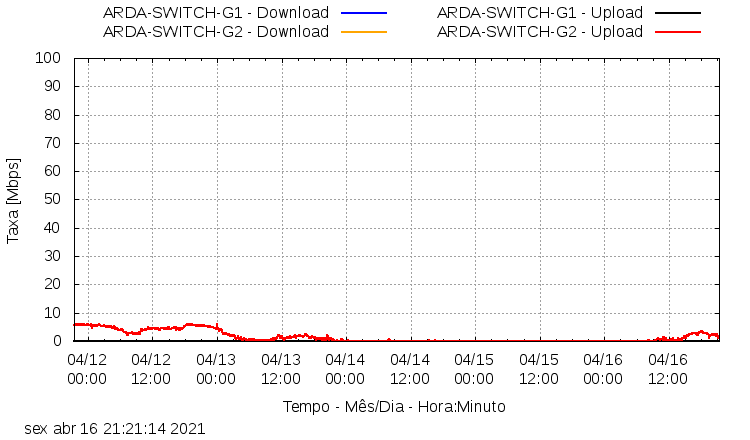 ARDA-SWITCH-G1 - Download ARDA-SWITCH-G1 - Upload
ARDA-SWITCH-G2 - Download ARDA-SWITCH-G2 - Upload
100
90
80
70
60
50
40
30
20
10
0
Taxa [Mbps]
04/12 04/12 04/13 04/13 04/14 04/14 04/15 04/15 04/16 04/16
00:00 12:00 00:00 12:00 00:00 12:00 00:00 12:00 00:00 12:00
Tempo - Mês/Dia - Hora:Minuto
sex abr 16 21:21:14 2021